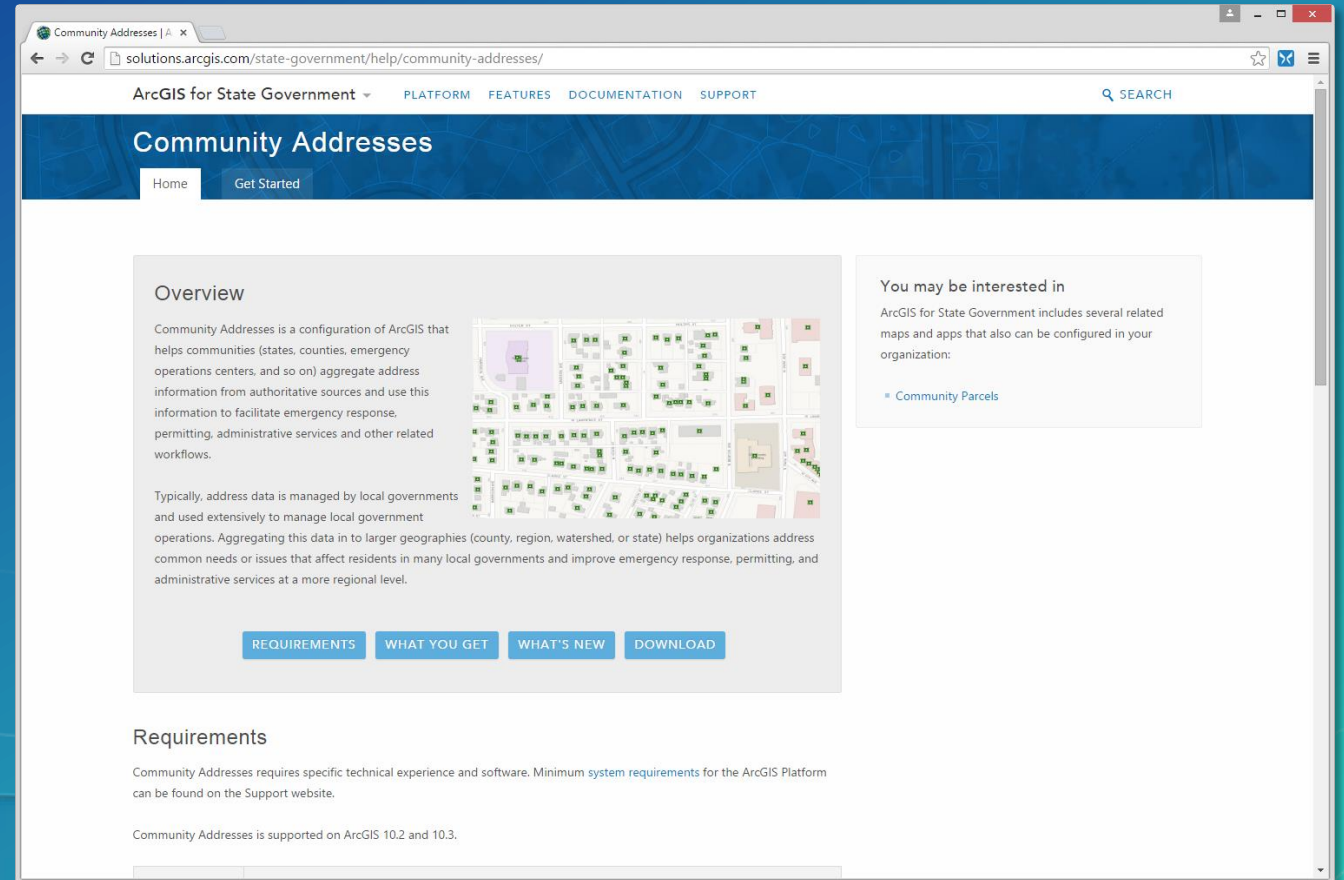 Community Addresses | A
solutions.arcgis.com/state-government/help/community-addresses/
ArcGIS for State Government PLATFORM FEATURES DOCUMENTATION SUPPORT SEARCH
Community Addresses
Home Get Started
Overview
Community Addresses is a configuration of ArcGIS that
helps communities (states, counties, emergency
operations centers, and so on) aggregate address
information from authoritative sources and use this
information to facilitate emergency response,
permitting, administrative services and other related
workflows.
Typically, address data is managed by local governments
and used extensively to manage local government
operations. Aggregating this data in to larger geographies (county, region, watershed, or state) helps organizations address
common needs or issues that affect residents in many local governments and improve emergency response, permitting, and
administrative services at a more regional level.
REQUIREMENTS WHAT YOU GET WHAT'S NEW DOWNLOAD
You may be interested in
ArcGIS for State Government includes several related
maps and apps that also can be configured in your
organization:
Community Parcels
Requirements
Community Addresses requires specific technical experience and software. Minimum system requirements for the ArcGIS Platform
can be found on the Support website.
Community Addresses is supported on ArcGIS 10.2 and 10.3.